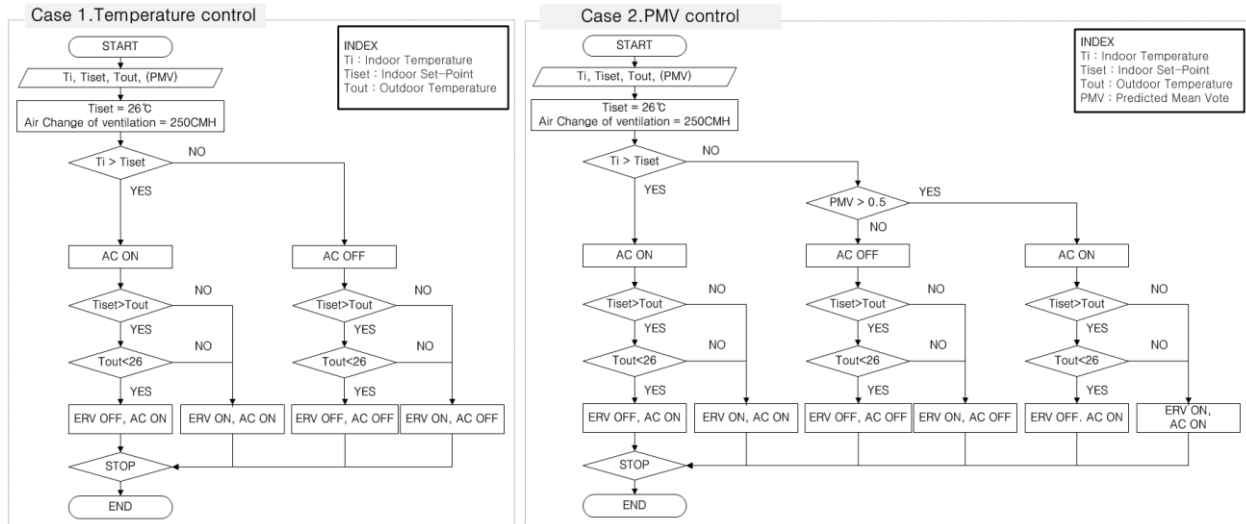 Case 1.Temperature control
START
INDEX
Ti : Indoor Temperature
Tiset : Indoor Set-Point
Tout : Outdoor Temperature
Ti, Tiset, Tout, (PMV)
Tiset = 26℃
Air Change of ventilation = 250CMH
Ti > Tiset
NO
YES
AC ON
AC OFF
Tiset>Tout
NO
Tiset>Tout
NO
YES
YES
Tout<26
NO
Tout<26
NO
YES
YES
ERV OFF, AC ON
ERV ON, AC ON
ERV OFF, AC OFF
ERV ON, AC OFF
STOP
END
Case 2.PMV control
START
INDEX
Ti : Indoor Temperature
Tiset : Indoor Set-Point
Tout : Outdoor Temperature
PMV : Predicted Mean Vote
Ti, Tiset, Tout, (PMV)
Tiset = 26℃
Air Change of ventilation = 250CMH
Ti > Tiset
NO
YES
PMV > 0.5
YES
NO
AC ON
AC OFF
AC ON
Tiset>Tout
NO
Tiset>Tout
NO
Tiset>Tout
NO
YES
YES
YES
Tout<26
NO
Tout<26
NO
Tout<26
NO
YES
YES
YES
ERV OFF, AC ON
ERV ON, AC ON
ERV OFF, AC OFF
ERV ON, AC OFF
ERV OFF. AC ON
ERV ON,
AC ON
STOP
END